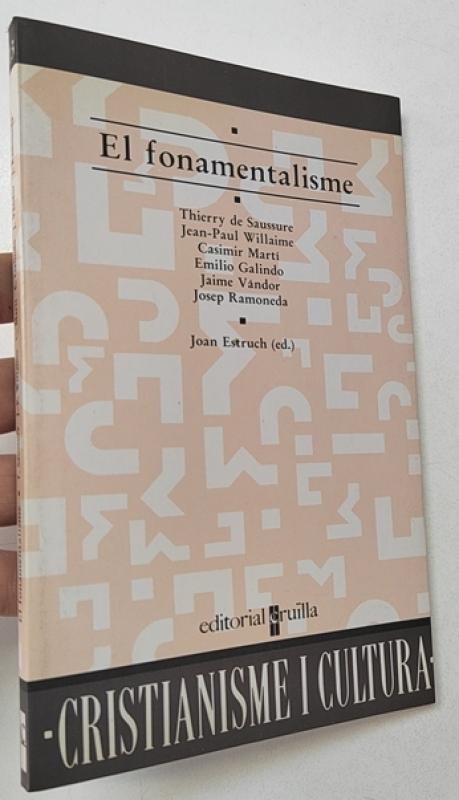 El fonamentalisme
Thierry de Saussure
Jean-Paul Willaime
Casimir Martí
Emilio Galindo
Jaime Vándor
Josep Ramoneda
Joan Estruch (ed.)
editorial cruïlla
·CRISTIANISME I CULTURA·